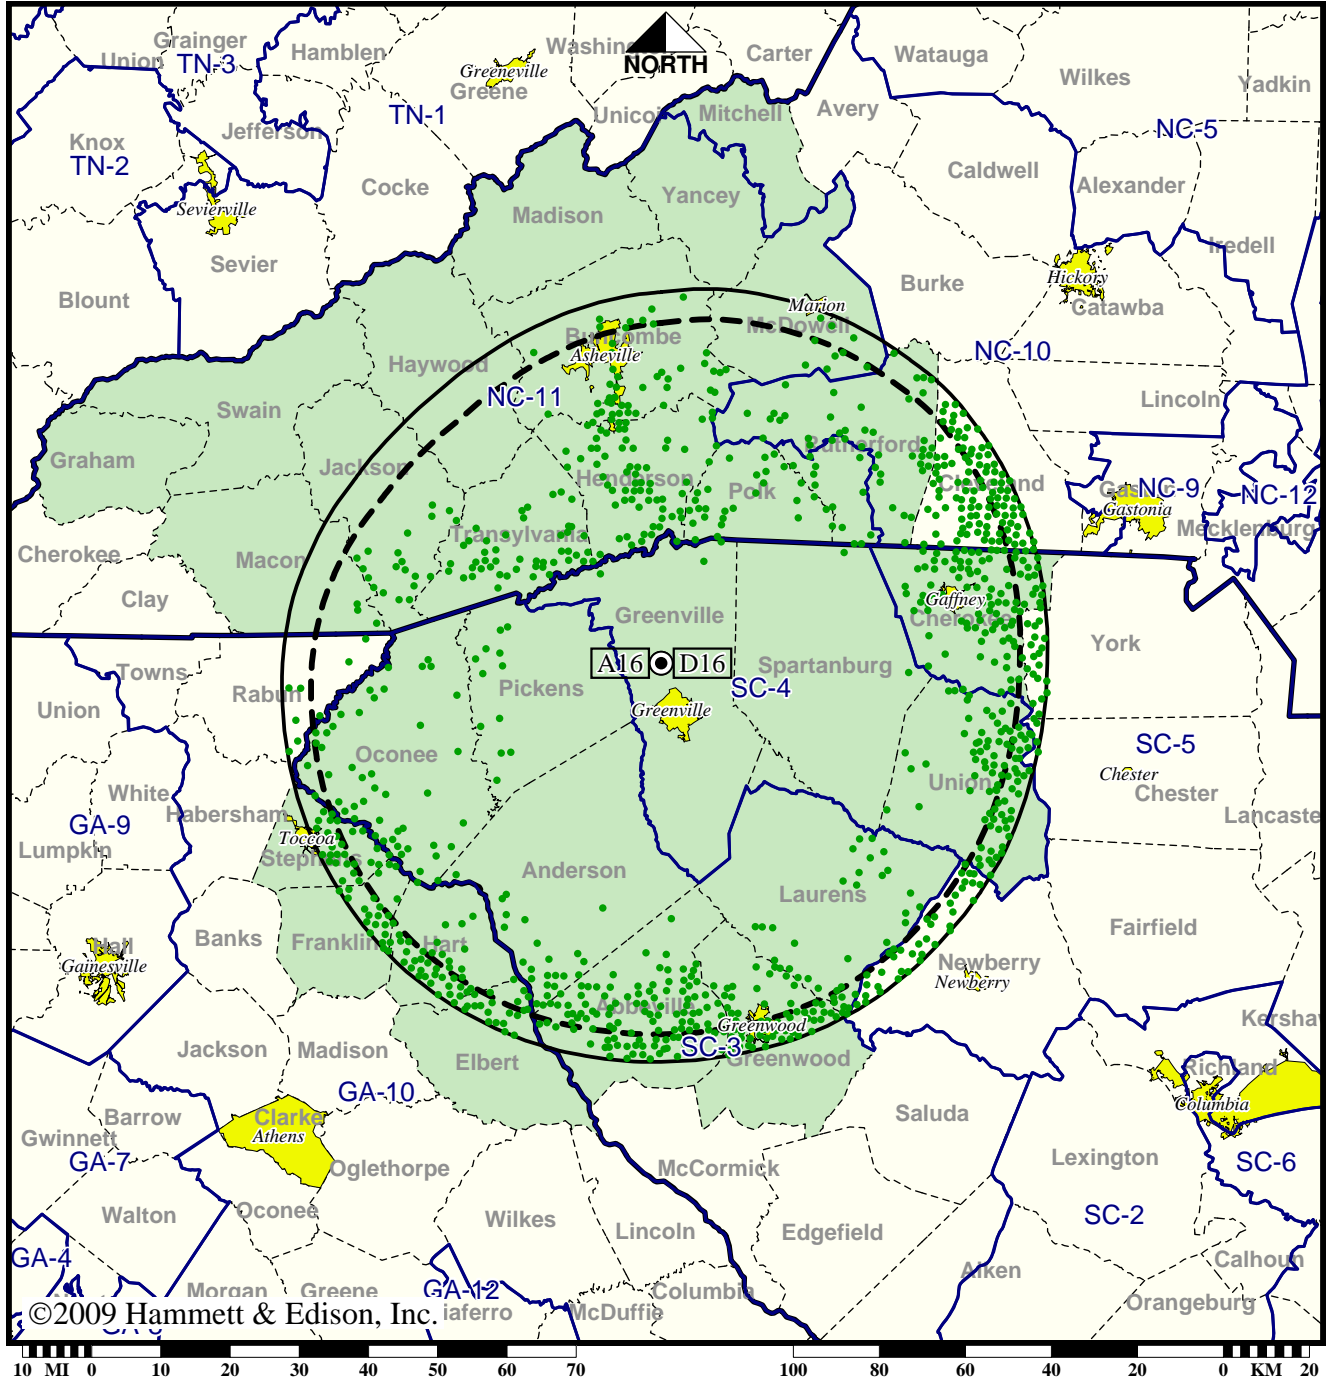 Grainger
Union
TN-3
Hamblen
Washing
NORTH
Carter
Watauga
Wilkes
Yadkin
Greeneville
Greene
TN-1
Unicoi
Mitchell
Avery
NC-5
Knox
TN-2
Jefferson
Cocke
Caldwell
Alexander
Sevierville
Madison
Yancey
Iredell
Sevier
Blount
Burke
Hickory
Catawba
Marion
McDowell
Buncombe
Asheville
Haywood
NC-11
NC-10
Lincoln
Swain
Graham
Jackson
Rutherford
Henderson
Polk
Cleveland
Gaston
NC-9
NC-12
Gastonia
Mecklenburg
Transylvania
Cherokee
Macon
Clay
Gaffney
Cherokee
Greenville
York
Towns
A16
D16
Spartanburg
Rabun
Pickens
SC-4
Union
Greenville
SC-5
Oconee
Chester
Chester
Union
White
Habersham
Lancaste
GA-9
Lumpkin
Toccoa
Stephens
Anderson
Laurens
Fairfield
Banks
Franklin
Hart
Hall
Gainesville
Newberry
Newberry
Abbeville
Greenwood
Kersha
SC-3
Greenwood
Jackson
Madison
Elbert
Richland
GA-10
Columbia
Barrow
Clarke
Athens
Saluda
Gwinnett
GA-7
Oglethorpe
McCormick
Lexington
SC-6
Walton
Oconee
Wilkes
Lincoln
Edgefield
SC-2
GA-4
Calhoun
Aiken
Morgan
Greene
GA-12
Columbia
Orangeburg
©2009 Hammett & Edison, Inc.
iaferro
McDuffie
10 MI 0 10 20 30 40 50 60 70
100 80 60 40 20 0 KM 20